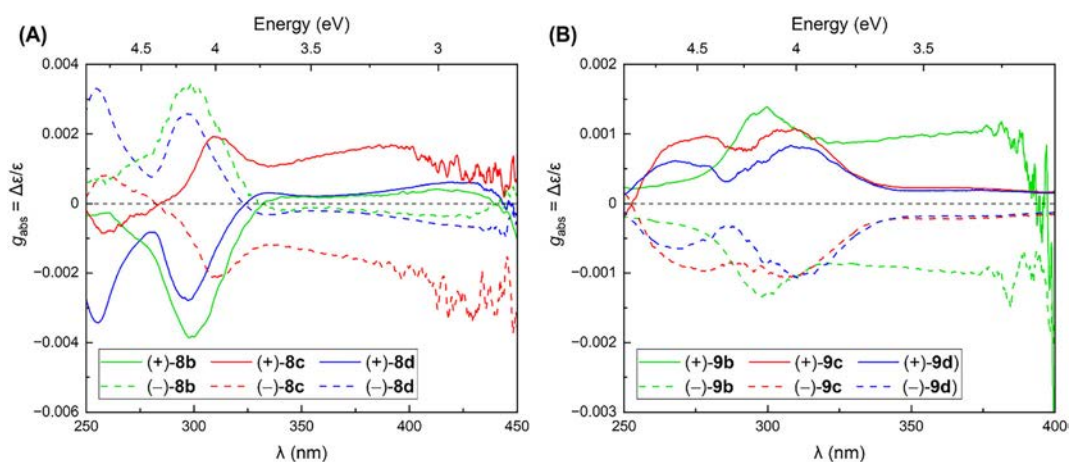 (A)
Energy (eV)
4.5 4 3.5 3
0.004
0.002
0
−0.002
−0.004
−0.006
gabs = Δε/ε
250 300 350 400 450
λ (nm)
(+)-8b (+)-8c (+)-8d
(−)-8b (−)-8c (−)-8d
(B)
Energy (eV)
4.5 4 3.5
0.002
0.001
0
−0.001
−0.002
−0.003
gabs = Δε/ε
250 300 350 400
λ (nm)
(+)-9b (+)-9c (+)-9d)
(−)-9b (−)-9c (−)-9d)